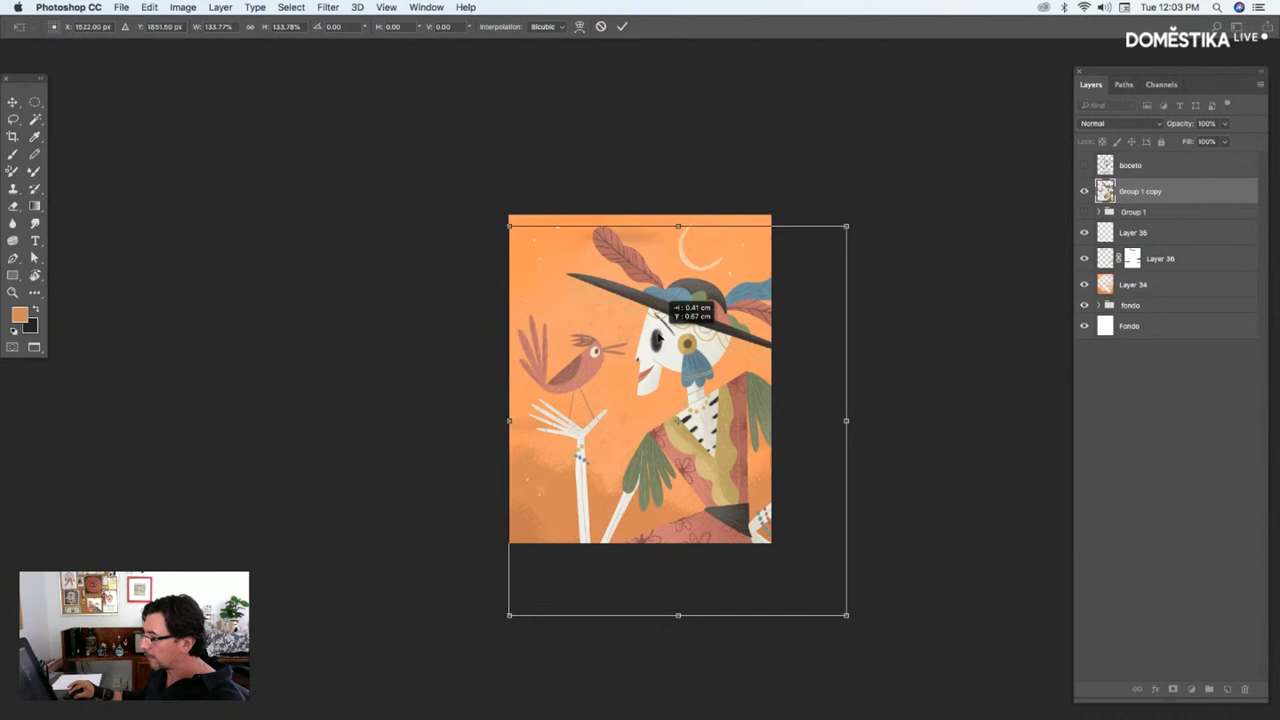 Photoshop CC File Edit Image Layer Type Select Filter 3D View Window Help
Tue 12:03 PM
X: 1522.00 px Y: 1851.50 px W: 133.77% H: 133.78% 0.00 H: 0.00 V: 0.00 Interpolation: Bicubic
DOMĚSTIKA LIVE
Layers Paths Channels
Kind
Normal Opacity: 100%
Lock: Fill: 100%
boceto
Group 1 copy
Group 1
Layer 35
Layer 36
Layer 34
fondo
Fondo
: 0.41 cm
Y : 0.67 cm
T
fx